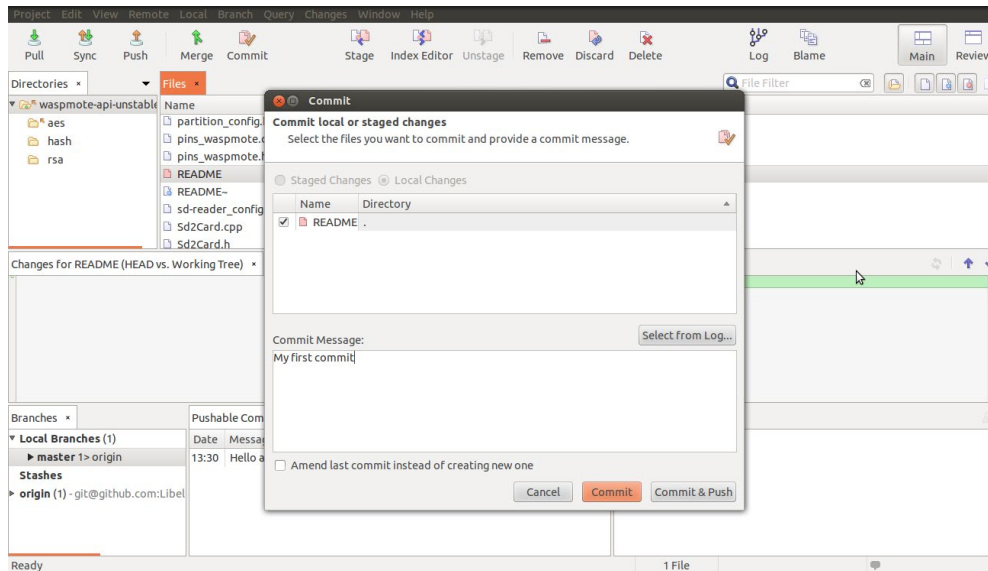 Project Edit View Remote Local Branch Query Changes Window Help
Pull Sync Push Merge Commit Stage Index Editor Unstage Remove Discard Delete Log Blame Main Review
Directories
Files
File Filter
waspmote-api-unstable
aes
hash
rsa
Name
partition_config.
pins_waspmote.
pins_waspmote.
README
README~
sd-reader_config
Sd2Card.cpp
Sd2Card.h
Commit
Commit local or staged changes
Select the files you want to commit and provide a commit message.
Staged Changes Local Changes
Name Directory
README .
Select from Log...
Commit Message:
My first commit
Amend last commit instead of creating new one
Cancel Commit Commit & Push
Changes for README (HEAD vs. Working Tree)
Branches
Local Branches (1)
master 1> origin
Stashes
origin (1) - git@github.com:Libel
Pushable Com
Date Messa
13:30 Hello a
Ready 1 File